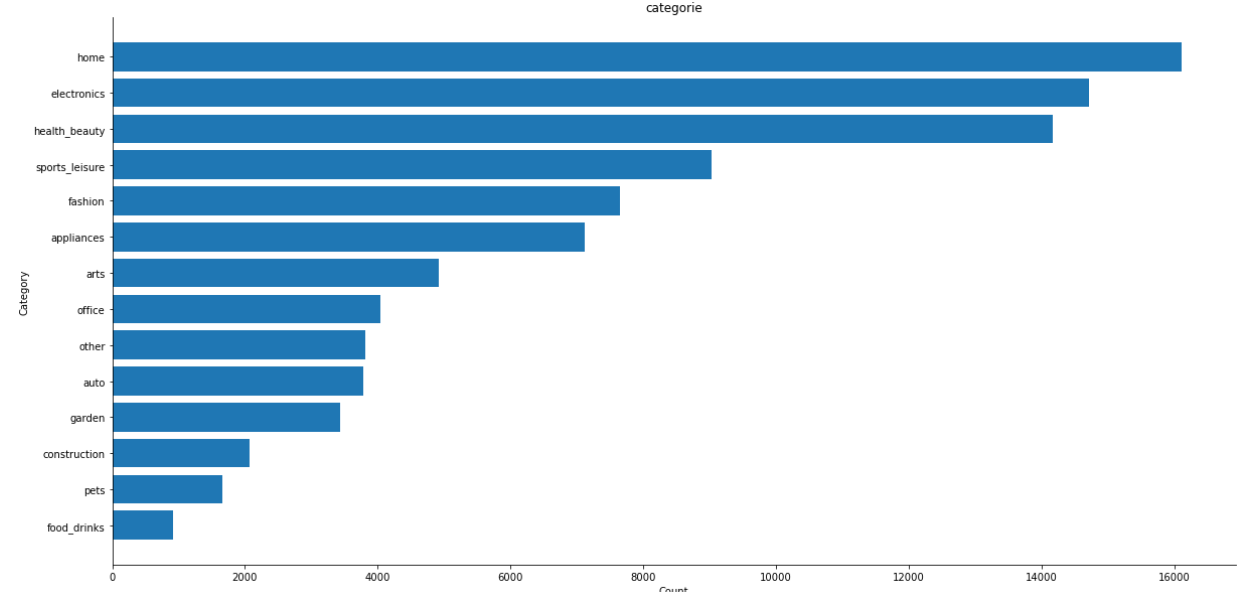 categorie
home
electronics
health_beauty
sports_leisure
fashion
appliances
arts
Category
office
other
auto
garden
construction
pets
food_drinks
0 2000 4000 6000 8000 10000 12000 14000 16000
Count